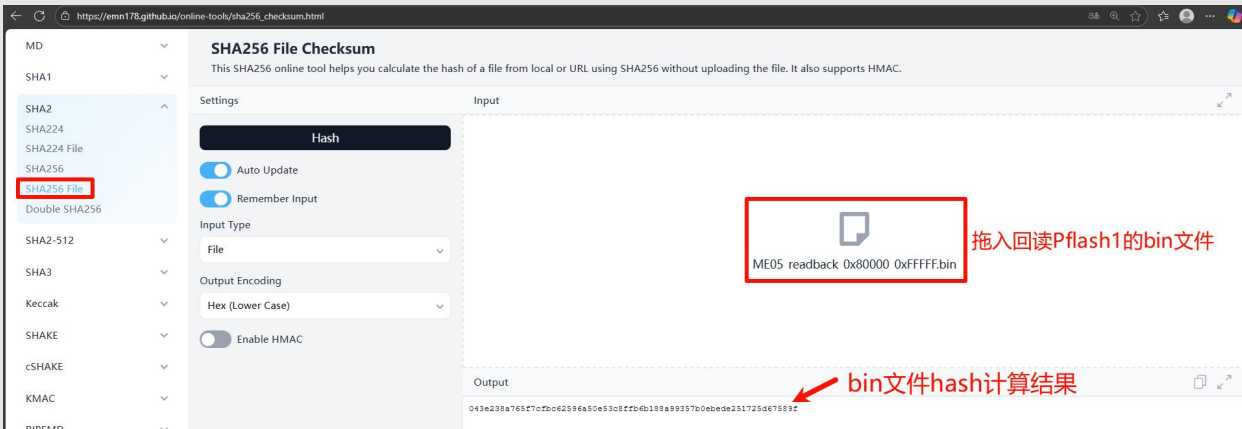 https://emn178.github.io/online-tools/sha256_checksum.html
MD
SHA1
SHA2
SHA224
SHA224 File
SHA256
SHA256 File
Double SHA256
SHA2-512
SHA3
Keccak
SHAKE
cSHAKE
KMAC
SHA256 File Checksum
This SHA256 online tool helps you calculate the hash of a file from local or URL using SHA256 without uploading the file. It also supports HMAC.
Settings
Hash
Auto Update
Remember Input
Input Type
File
Output Encoding
Hex (Lower Case)
Enable HMAC
Input
ME05 readback 0x80000 0xFFFFF.bin
拖入回读Pflash1的bin文件
Output
bin文件hash计算结果
043e238a765f7cfbc62596a50e53c8ffb6b188a99357b0ebede251725d67589f